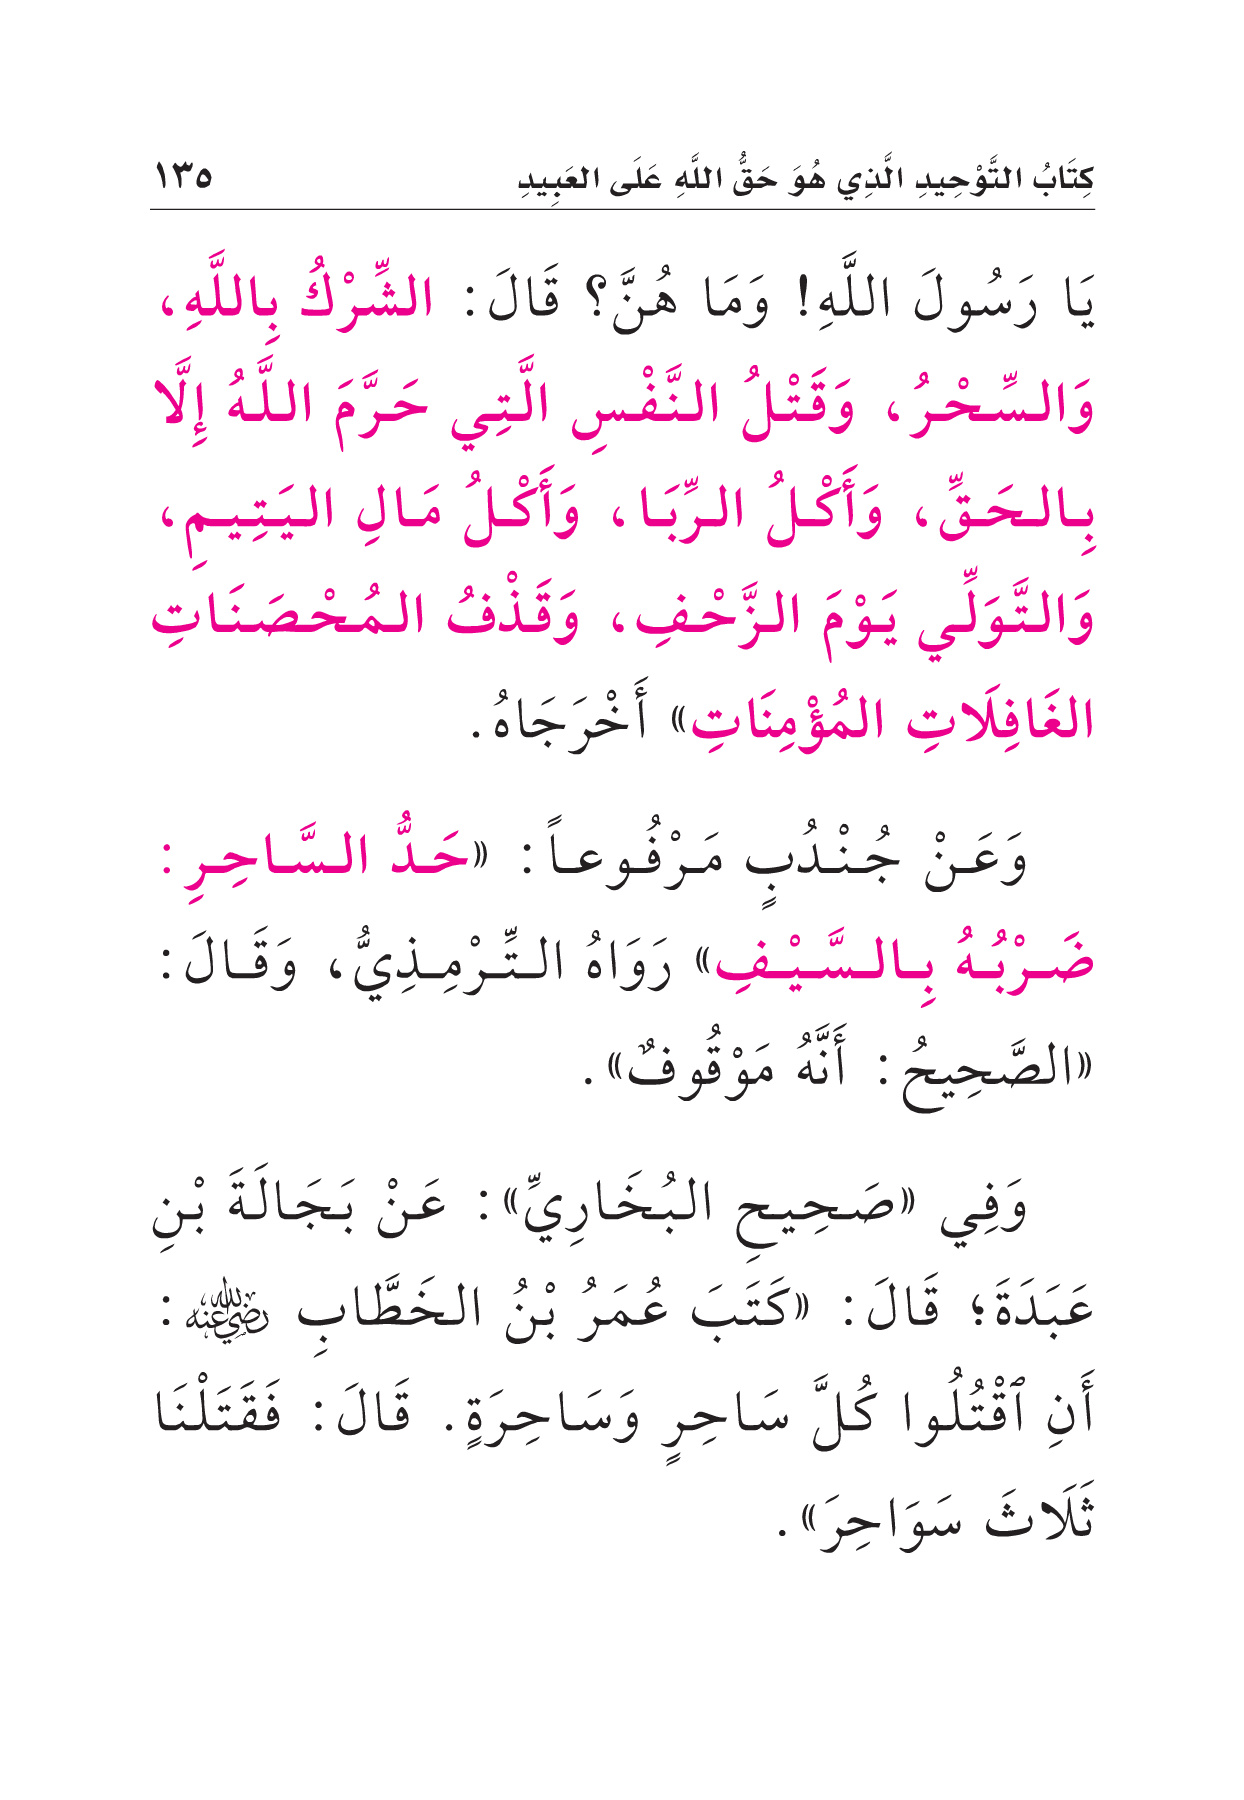 كِتَابُ التَّوْحِيدِ الَّذِي هُوَ حَقُّ اللَّهِ عَلَى العَبِيدِ ١٣٥
يَا رَسُولَ اللَّهِ! وَمَا هُنَّ؟ قَالَ: الشِّرْكُ بِاللَّهِ،
وَالسِّحْرُ، وَقَتْلُ النَّفْسِ الَّتِي حَرَّمَ اللَّهُ إِلَّا
بِالحَقِّ، وَأَكْلُ الرِّبَا، وَأَكْلُ مَالِ اليَتِيمِ،
وَالتَّوَلِّي يَوْمَ الزَّحْفِ، وَقَذْفُ المُحْصَنَاتِ
الغَافِلَاتِ المُؤْمِنَاتِ» أَخْرَجَاهُ.
وَعَنْ جُنْدُبٍ مَرْفُوعاً: «حَدُّ السَّاحِرِ:
ضَرْبُهُ بِالسَّيْفِ» رَوَاهُ التِّرْمِذِيُّ، وَقَالَ:
«الصَّحِيحُ: أَنَّهُ مَوْقُوفٌ».
وَفِي «صَحِيحِ البُخَارِيِّ»: عَنْ بَجَالَةَ بْنِ
عَبَدَةَ؛ قَالَ: «كَتَبَ عُمَرُ بْنُ الخَطَّابِ رضي الله عنه:
أَنِ ٱقْتُلُوا كُلَّ سَاحِرٍ وَسَاحِرَةٍ. قَالَ: فَقَتَلْنَا
ثَلَاثَ سَوَاحِرَ».